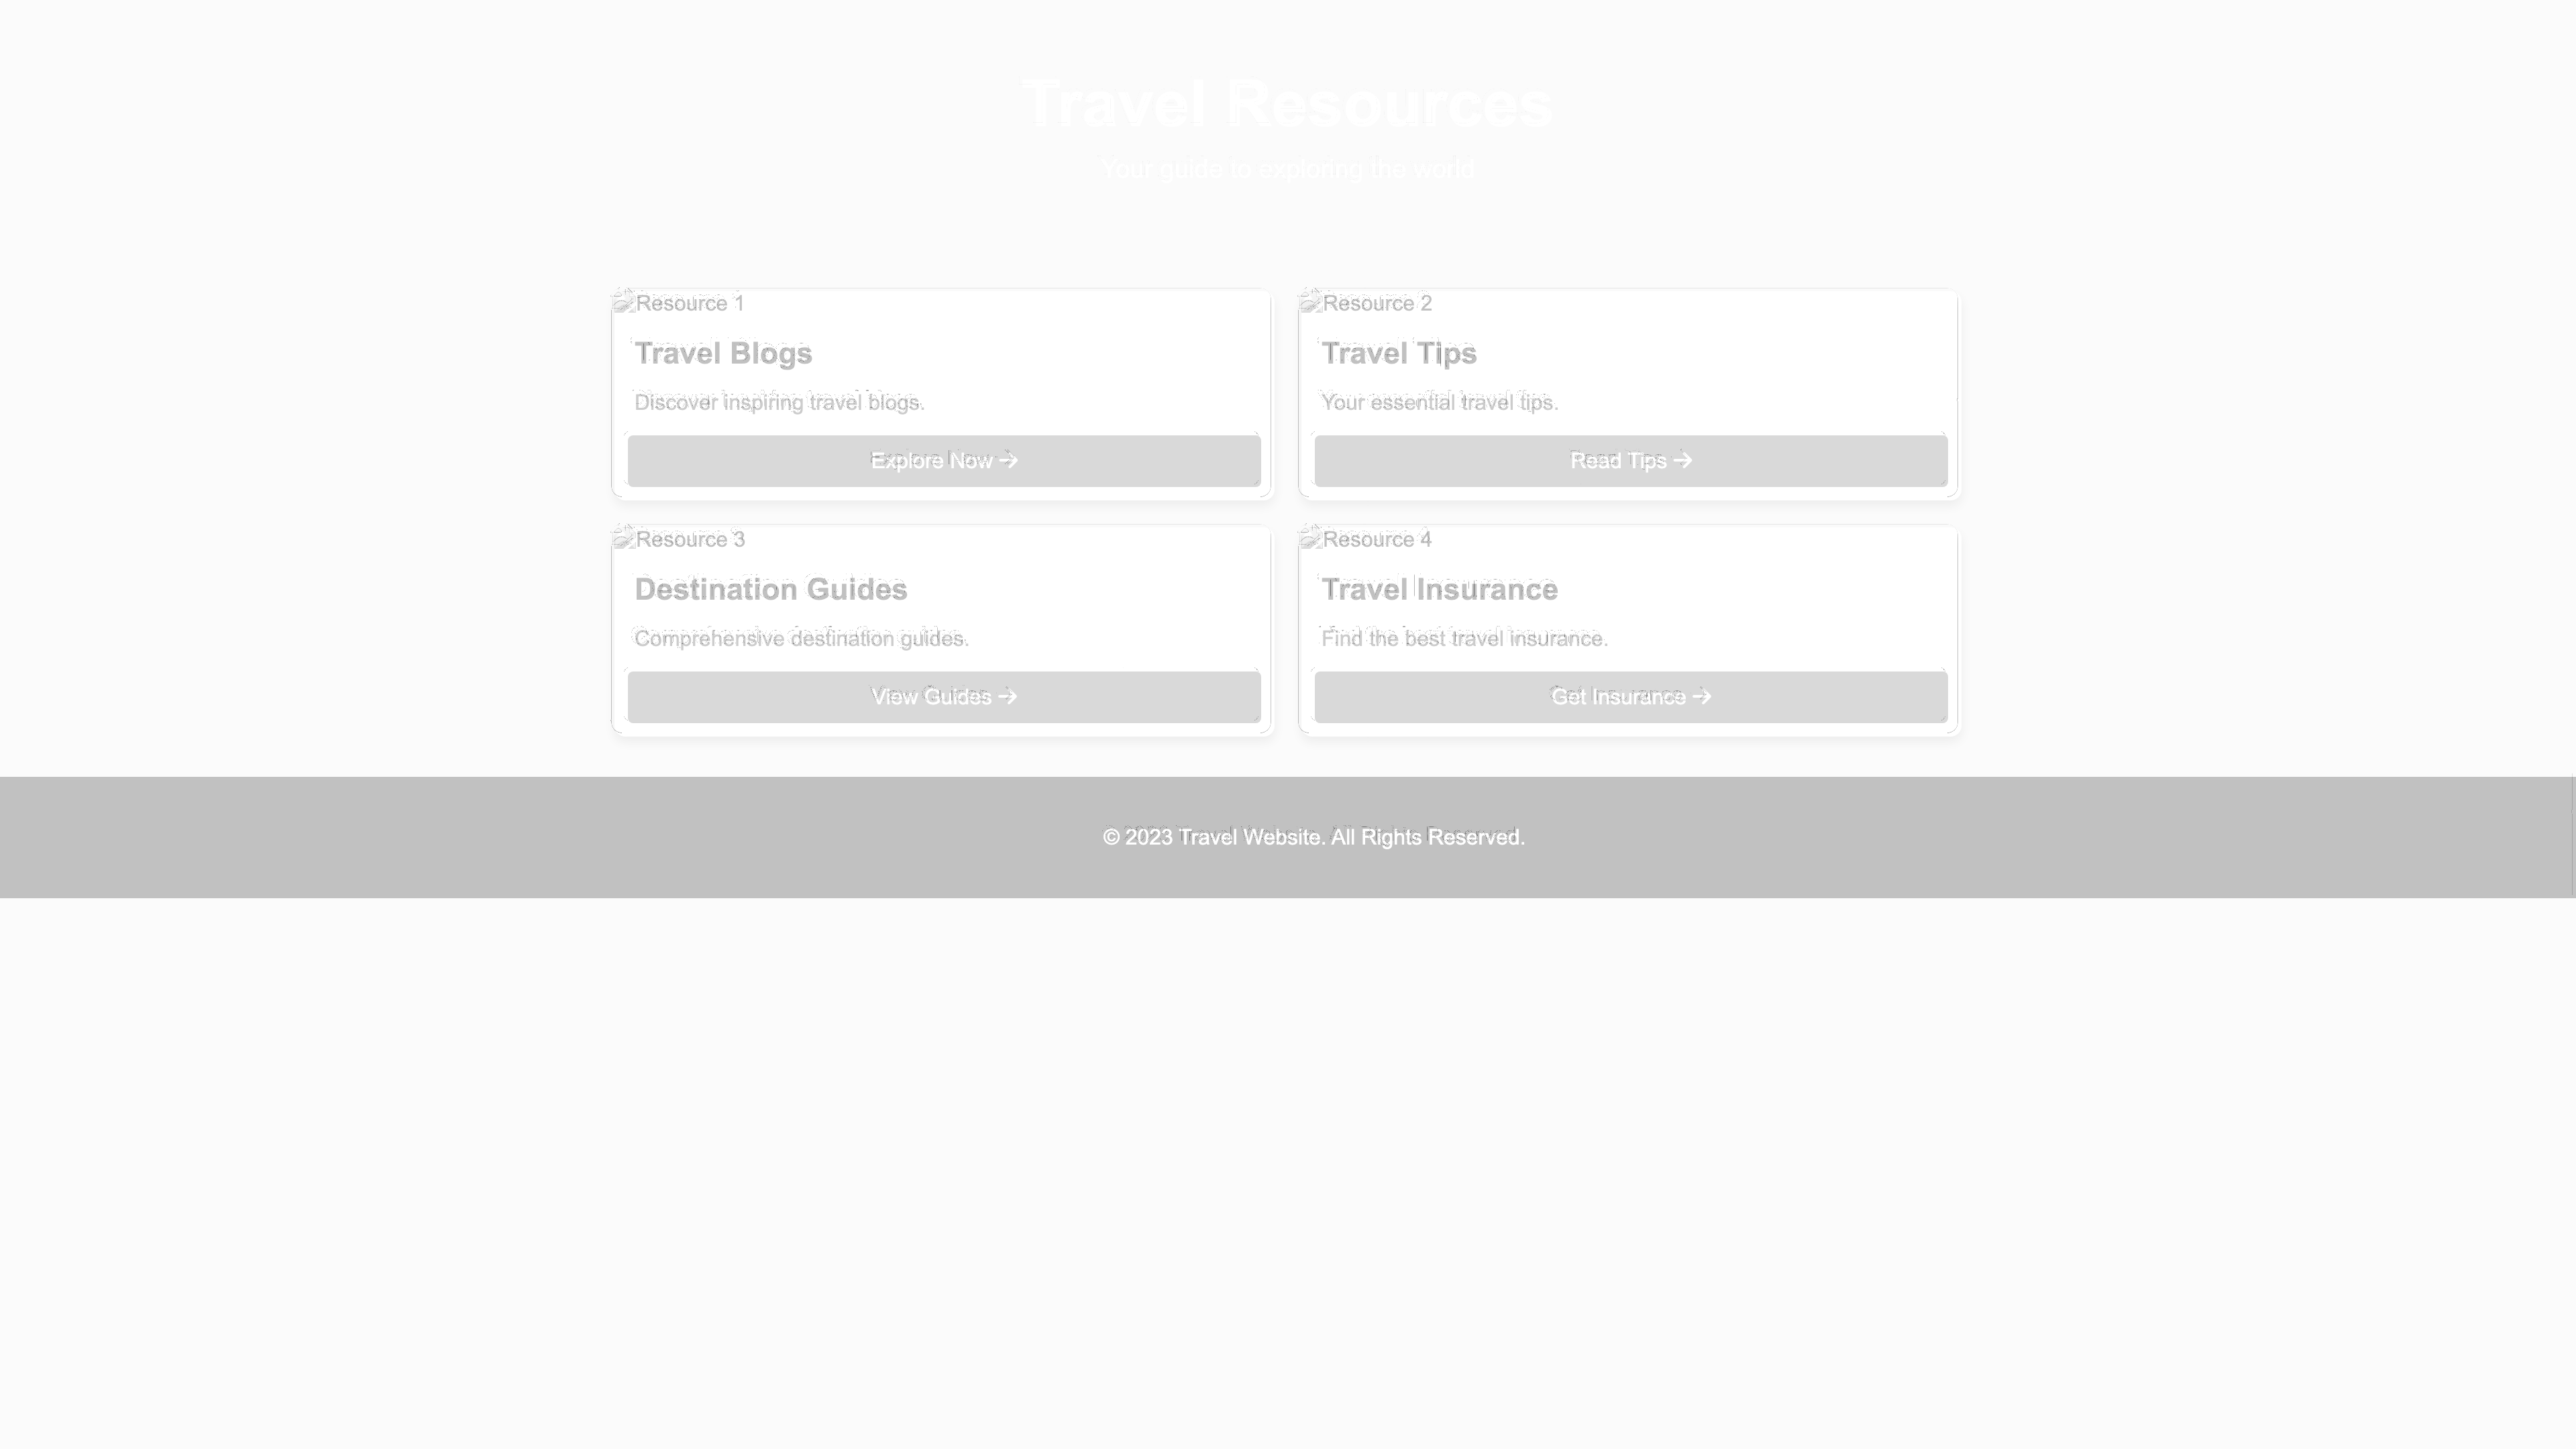 Travel Resources
Your guide to exploring the world
Resource 1
Travel Blogs
Discover inspiring travel blogs.
Explore Now →
Resource 2
Travel Tips
Your essential travel tips.
Read Tips →
Resource 3
Destination Guides
Comprehensive destination guides.
View Guides →
Resource 4
Travel Insurance
Find the best travel insurance.
Get Insurance →
© 2023 Travel Website. All Rights Reserved.